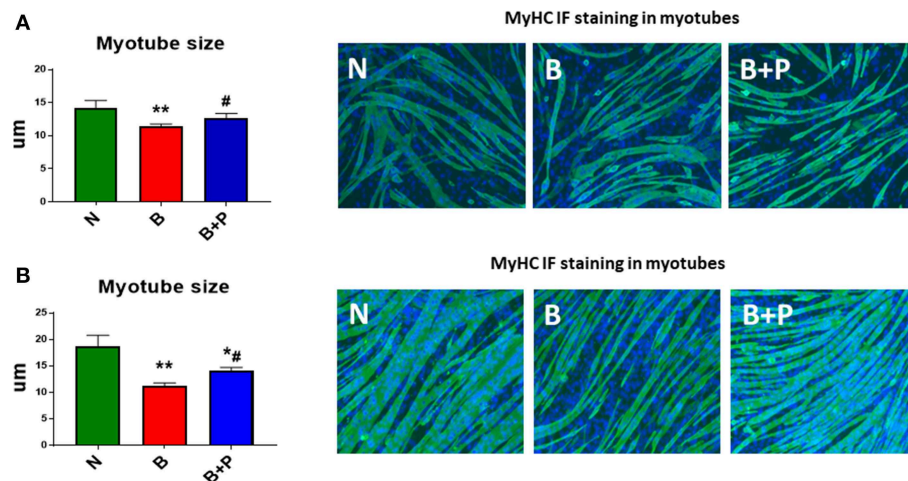 A
Myotube size
um
20
15
10
5
0
**
#
N
B
B+P
MyHC IF staining in myotubes
N
B
B+P
B
Myotube size
um
25
20
15
10
5
0
**
*#
N
B
B+P
MyHC IF staining in myotubes
N
B
B+P